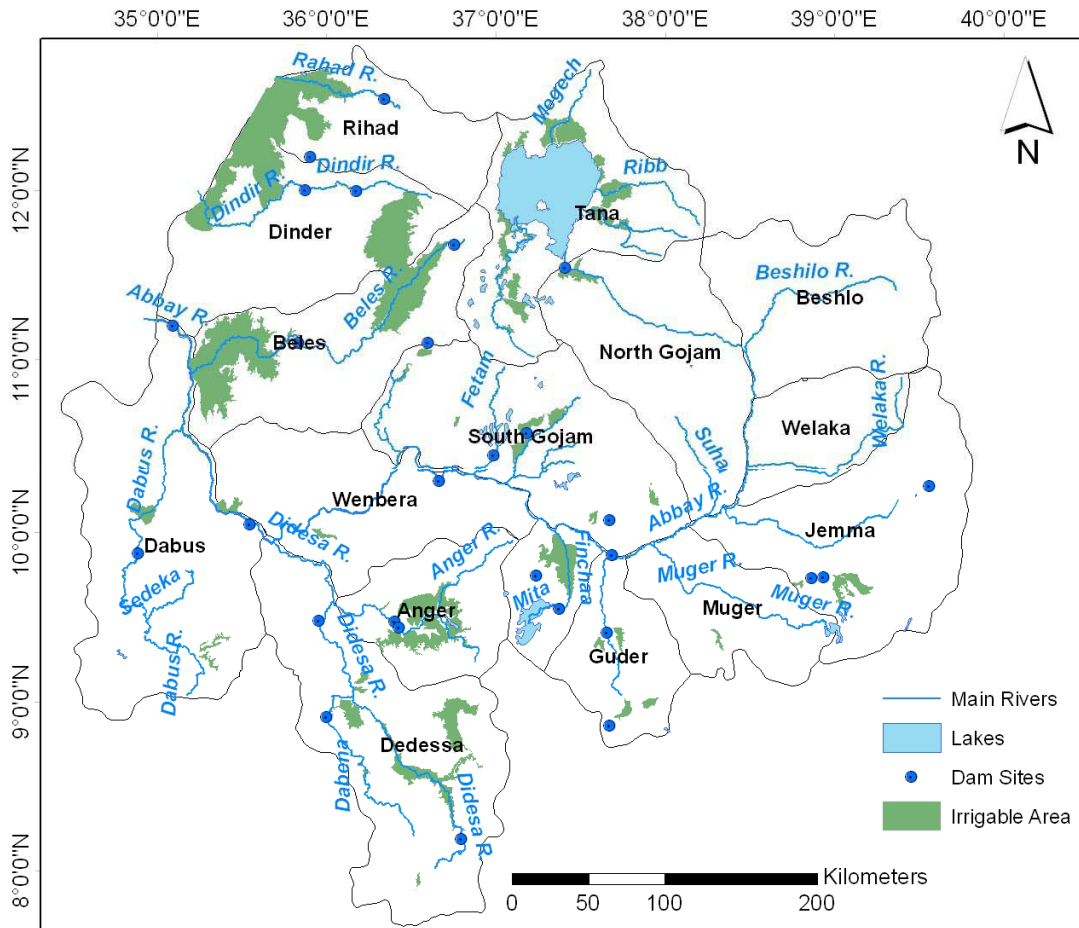 35°0'0"E 36°0'0"E 37°0'0"E 38°0'0"E 39°0'0"E 40°0'0"E
12°0'0"N
11°0'0"N
10°0'0"N
9°0'0"N
8°0'0"N
N
Rahad R.
Rihad
Mogech
Dindir R.
Dindir R.
Ribb
Tana
Dinder
Beshilo R.
Beshlo
Abbay R.
Beles R.
Beles
North Gojam
Fetam
Welaka R.
South Gojam
Welaka
Suha
Dabus R.
Wenbera
Abbay R.
Didesa R.
Jemma
Dabus
Anger R.
Finchaa
Muger R.
Sedeka
Mita
Muger R.
Anger
Muger
Dabus R.
Didesa R.
Guder
Dedessa
Dabena
Didesa R.
Main Rivers
Lakes
Dam Sites
Irrigable Area
Kilometers
0 50 100 200